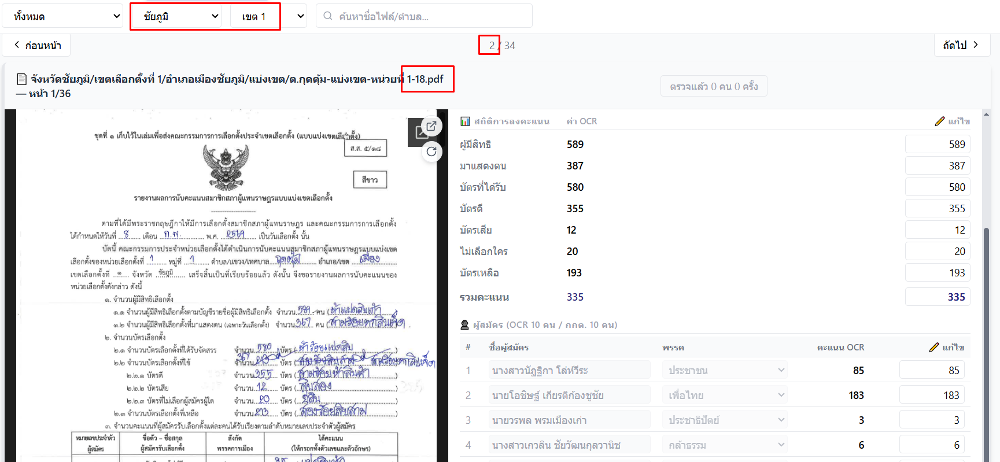 ทั้งหมด ชัยภูมิ เขต 1 ค้นหาชื่อไฟล์/ตำบล...
ก่อนหน้า 2 / 34 ถัดไป
จังหวัดชัยภูมิ/เขตเลือกตั้งที่ 1/อำเภอเมืองชัยภูมิ/แบ่งเขต/ต.กุดตุ้ม-แบ่งเขต-หน่วยที่ 1-18.pdf
— หน้า 1/36
ตรวจแล้ว 0 คน 0 ครั้ง
ชุดที่ ๑ เก็บไว้ในเล่มเพื่อส่งคณะกรรมการการเลือกตั้งประจำเขตเลือกตั้ง (แบบแบ่งเขตเลือกตั้ง)
ส.ส. ๕/๑๘
สีขาว
รายงานผลการนับคะแนนสมาชิกสภาผู้แทนราษฎรแบบแบ่งเขตเลือกตั้ง
ตามที่ได้มีพระราชกฤษฎีกาให้มีการเลือกตั้งสมาชิกสภาผู้แทนราษฎร และคณะกรรมการการเลือกตั้ง
ได้กำหนดให้วันที่ 8 เดือน ก.พ. พ.ศ. 2569 เป็นวันเลือกตั้ง นั้น
บัดนี้ คณะกรรมการประจำหน่วยเลือกตั้งได้ดำเนินการนับคะแนนสมาชิกสภาผู้แทนราษฎรแบบแบ่งเขต
เลือกตั้งของหน่วยเลือกตั้งที่ 1 หมู่ที่ 1 ตำบล/แขวง/เทศบาล กุดตุ้ม อำเภอ/เขต เมือง
เขตเลือกตั้งที่ ๑ จังหวัด ชัยภูมิ เสร็จสิ้นเป็นที่เรียบร้อยแล้ว ดังนั้น จึงขอรายงานผลการนับคะแนนของ
หน่วยเลือกตั้งดังกล่าว ดังนี้
๑. จำนวนผู้มีสิทธิเลือกตั้ง
๑.๑ จำนวนผู้มีสิทธิเลือกตั้งตามบัญชีรายชื่อผู้มีสิทธิเลือกตั้ง จำนวน 589 คน (ห้าแปดสิบเก้า
๑.๒ จำนวนผู้มีสิทธิเลือกตั้งที่มาแสดงตน (เฉพาะวันเลือกตั้ง) จำนวน 367 คน (สามร้อยหกสิบเจ็ด)
๒. จำนวนบัตรเลือกตั้ง
๒.๑ จำนวนบัตรเลือกตั้งที่ได้รับจัดสรร จำนวน 580 บัตร (ห้าร้อยแปดสิบ)
๒.๒ จำนวนบัตรเลือกตั้งที่ใช้ จำนวน 367 บัตร (สามร้อยหกสิบเจ็ด
๒.๒.๑ บัตรดี จำนวน 355 บัตร (สามร้อยห้าสิบห้า)
๒.๒.๒ บัตรเสีย จำนวน 12 บัตร (สิบสอง)
๒.๒.๓ บัตรที่ไม่เลือกผู้สมัครผู้ใด จำนวน 20 บัตร (ยี่สิบ)
๒.๓ จำนวนบัตรเลือกตั้งที่เหลือ จำนวน 213 บัตร (สองร้อยสิบสาม)
๓. จำนวนคะแนนที่ผู้สมัครรับเลือกตั้งแต่ละคนได้รับเรียงตามลำดับหมายเลขประจำตัวผู้สมัคร
หมายเลขประจำตัว ชื่อตัว – ชื่อสกุล สังกัด ได้คะแนน
ผู้สมัคร ผู้สมัครรับเลือกตั้ง พรรคการเมือง (ให้กรอกทั้งตัวเลขและตัวอักษร)
สถิติการลงคะแนน ค่า OCR แก้ไข
ผู้มีสิทธิ 589 589
มาแสดงตน 387 387
บัตรที่ได้รับ 580 580
บัตรดี 355 355
บัตรเสีย 12 12
ไม่เลือกใคร 20 20
บัตรเหลือ 193 193
รวมคะแนน 335 335
ผู้สมัคร (OCR 10 คน / กกต. 10 คน)
# ชื่อผู้สมัคร พรรค คะแนน OCR แก้ไข
1 นางสาวนัฏฐิกา โล่ห์วีระ ประชาชน 85 85
2 นายโอชิษฐ์ เกียรติก้องชูชัย เพื่อไทย 183 183
3 นายวรพล พรมเมืองเก่า ประชาธิปัตย์ 3 3
4 นางสาวเกวลิน ชัยวัฒนกุลวานิช กล้าธรรม 6 6